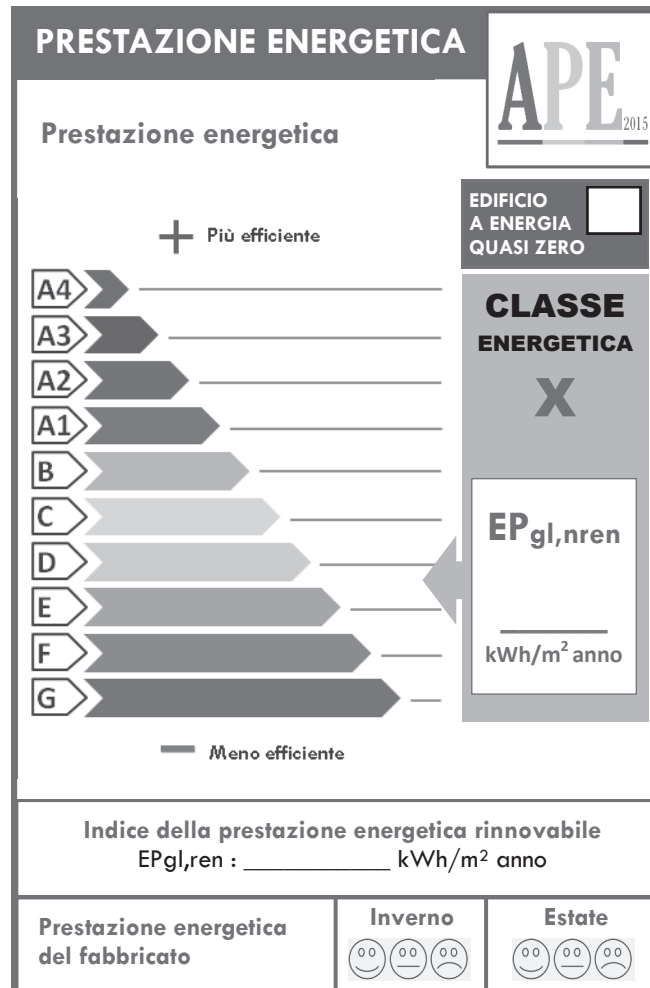 PRESTAZIONE ENERGETICA
APE 2015
Prestazione energetica
EDIFICIO
A ENERGIA
QUASI ZERO
+ Più efficiente
A4
A3
A2
A1
B
C
D
E
F
G
— Meno efficiente
CLASSE
ENERGETICA
X
EPgl,nren
_________
kWh/m² anno
Indice della prestazione energetica rinnovabile
EPgl,ren : ____________ kWh/m² anno
Prestazione energetica
del fabbricato
Inverno
Estate